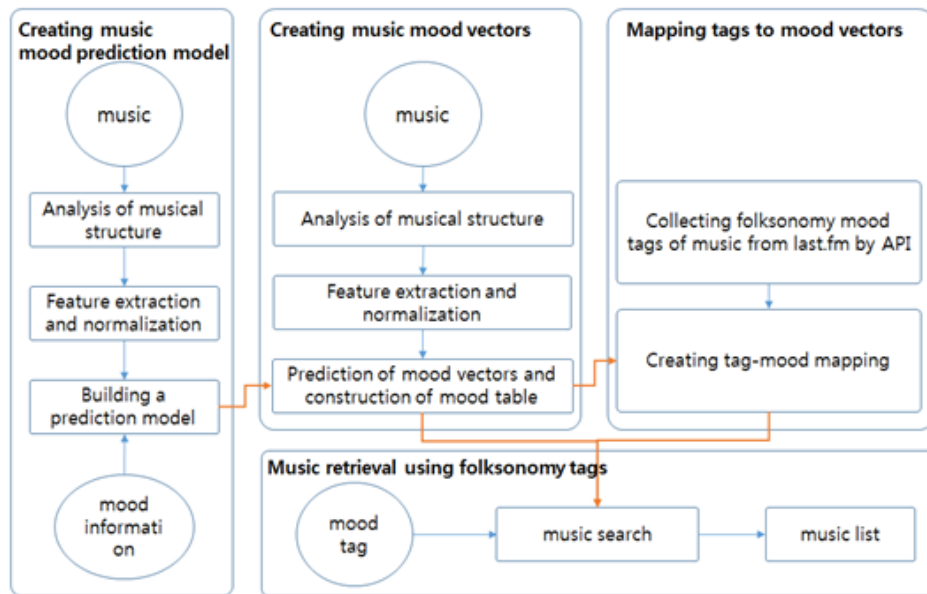 Creating music
mood prediction model
music
Analysis of musical
structure
Feature extraction
and normalization
Building a
prediction model
mood
informati
on
Creating music mood vectors
music
Analysis of musical structure
Feature extraction and
normalization
Prediction of mood vectors and
construction of mood table
Mapping tags to mood vectors
Collecting folksonomy mood
tags of music from last.fm by API
Creating tag-mood mapping
Music retrieval using folksonomy tags
mood
tag
music search
music list